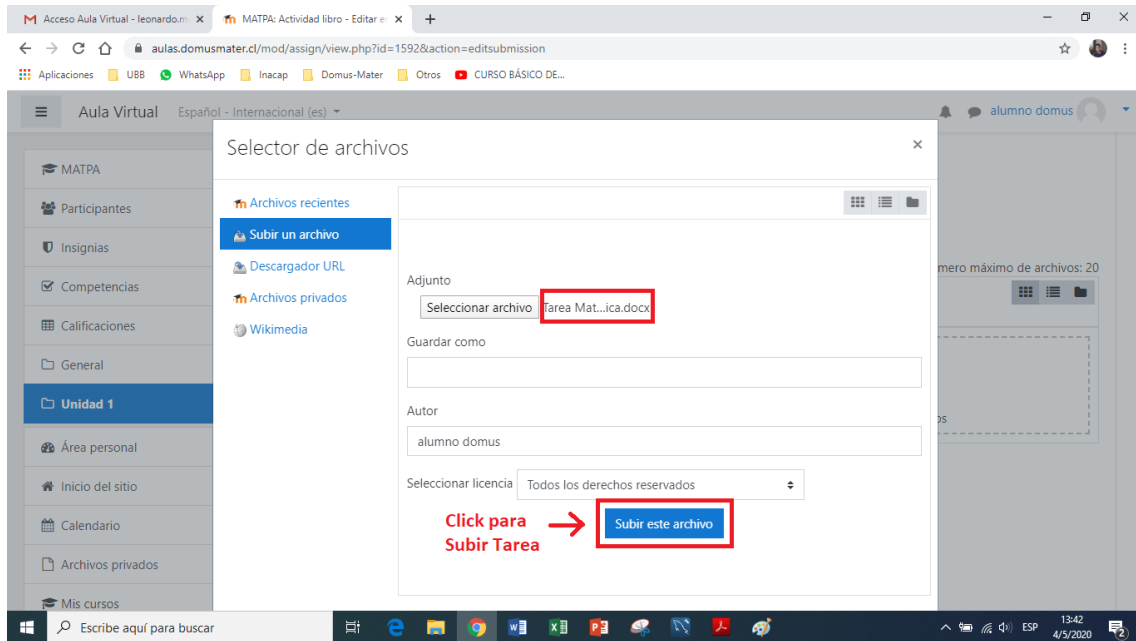 Acceso Aula Virtual - leonardo.m
MATPA: Actividad libro - Editar e
aulas.domusmater.cl/mod/assign/view.php?id=1592&action=editsubmission
Aplicaciones UBB WhatsApp Inacap Domus-Mater Otros CURSO BÁSICO DE...
Aula Virtual Español - Internacional (es) alumno domus
Selector de archivos
MATPA
Participantes
Insignias
Competencias
Calificaciones
General
Unidad 1
Área personal
Inicio del sitio
Calendario
Archivos privados
Mis cursos
Archivos recientes
Subir un archivo
Descargador URL
Archivos privados
Wikimedia
Adjunto
Seleccionar archivo Tarea Mat...ica.docx
Guardar como
Autor
alumno domus
Seleccionar licencia Todos los derechos reservados
Click para
Subir Tarea
Subir este archivo
mero máximo de archivos: 20
os
Escribe aquí para buscar
ESP
13:42
4/5/2020
2